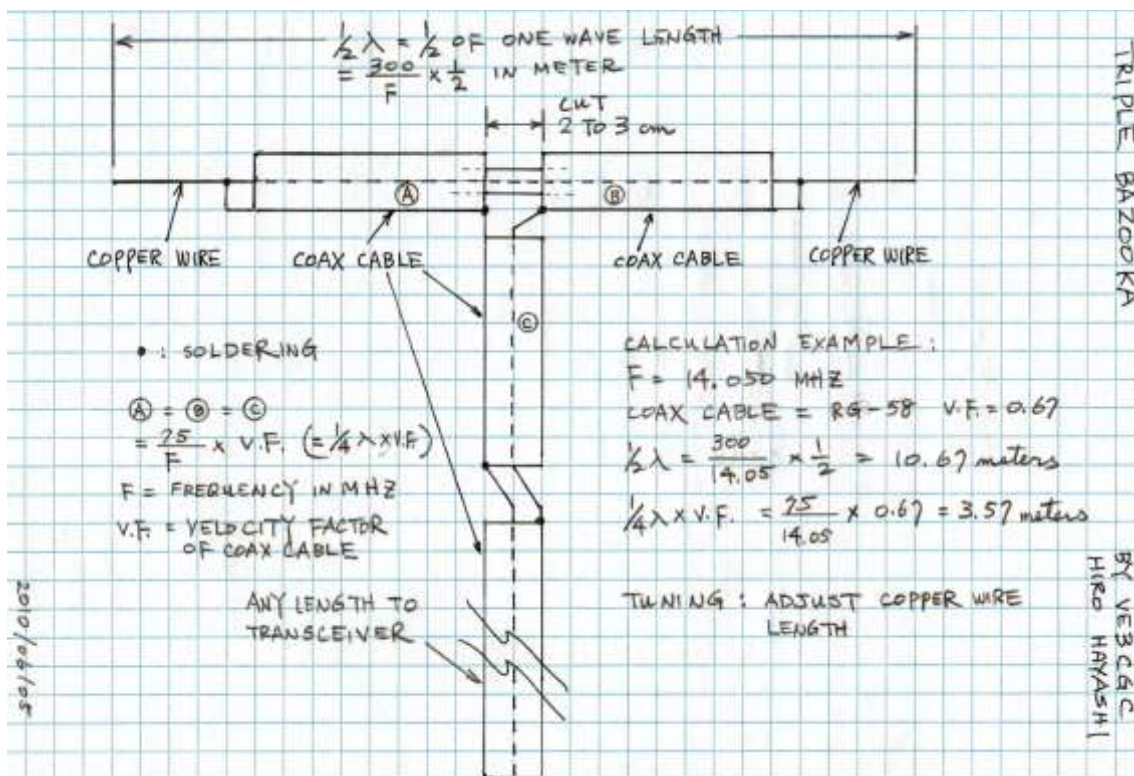 ½ λ = ½ OF ONE WAVE LENGTH
= 300/F × ½ IN METER
CUT
2 TO 3 cm
TRIPLE BAZOOKA
Ⓐ
Ⓑ
COPPER WIRE
COAX CABLE
COAX CABLE
COPPER WIRE
Ⓒ
• : SOLDERING
Ⓐ = Ⓑ = Ⓒ
= 75/F × V.F. (= ¼ λ × V.F.)
F = FREQUENCY IN MHZ
V.F. = VELOCITY FACTOR
OF COAX CABLE
ANY LENGTH TO
TRANSCEIVER
CALCULATION EXAMPLE :
F = 14.050 MHZ
COAX CABLE = RG-58 V.F. = 0.67
½ λ = 300/14.05 × ½ = 10.67 meters
¼ λ × V.F. = 75/14.05 × 0.67 = 3.57 meters
TUNING : ADJUST COPPER WIRE
LENGTH
BY VE3CGC
HIRO HAYASHI
2010/06/05